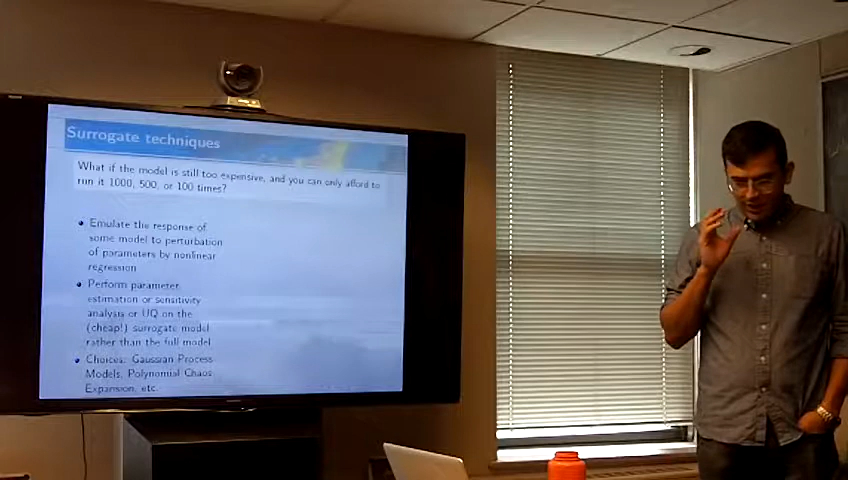 Surrogate techniques
What if the model is still too expensive, and you can only afford to
run it 1000, 500, or 100 times?
Emulate the response of
some model to perturbation
of parameters by nonlinear
regression
Perform parameter
estimation or sensitivity
analysis or UQ on the
(cheap!) surrogate model
rather than the full model
Choices: Gaussian Process
Models, Polynomial Chaos
Expansion, etc.